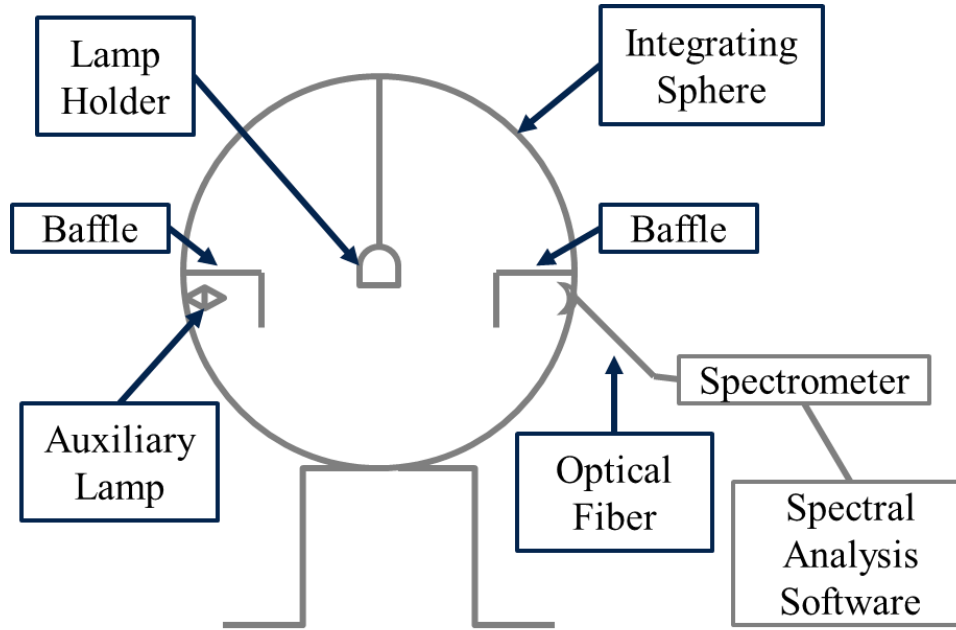 Lamp
Holder
Integrating
Sphere
Baffle
Baffle
Auxiliary
Lamp
Optical
Fiber
Spectrometer
Spectral
Analysis
Software